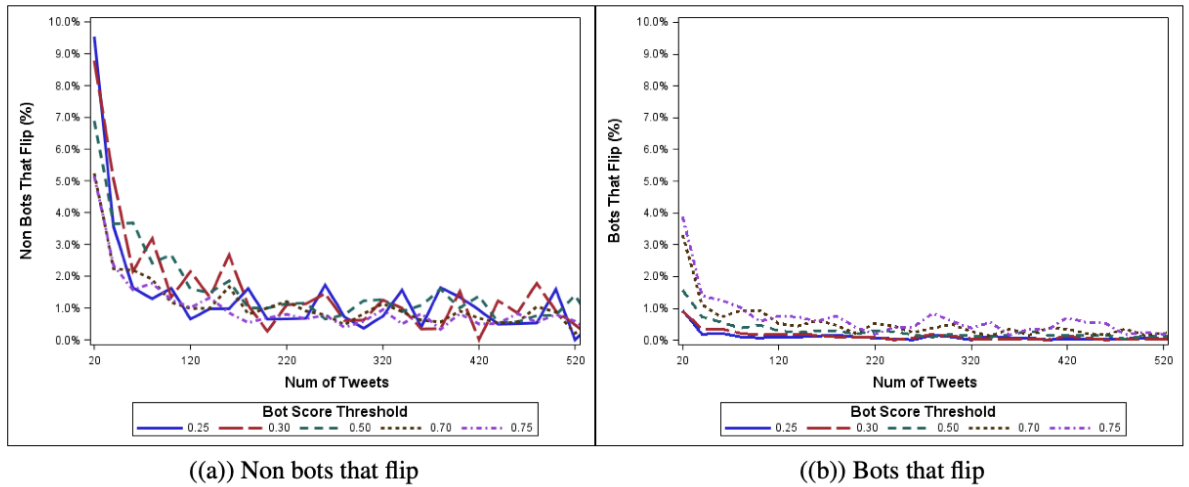 10.0%
9.0%
8.0%
7.0%
6.0%
5.0%
4.0%
3.0%
2.0%
1.0%
0.0%
Non Bots That Flip (%)
20 120 220 320 420 520
Num of Tweets
Bot Score Threshold
0.25 0.30 0.50 0.70 0.75
((a)) Non bots that flip
10.0%
9.0%
8.0%
7.0%
6.0%
5.0%
4.0%
3.0%
2.0%
1.0%
0.0%
Bots That Flip (%)
20 120 220 320 420 520
Num of Tweets
Bot Score Threshold
0.25 0.30 0.50 0.70 0.75
((b)) Bots that flip